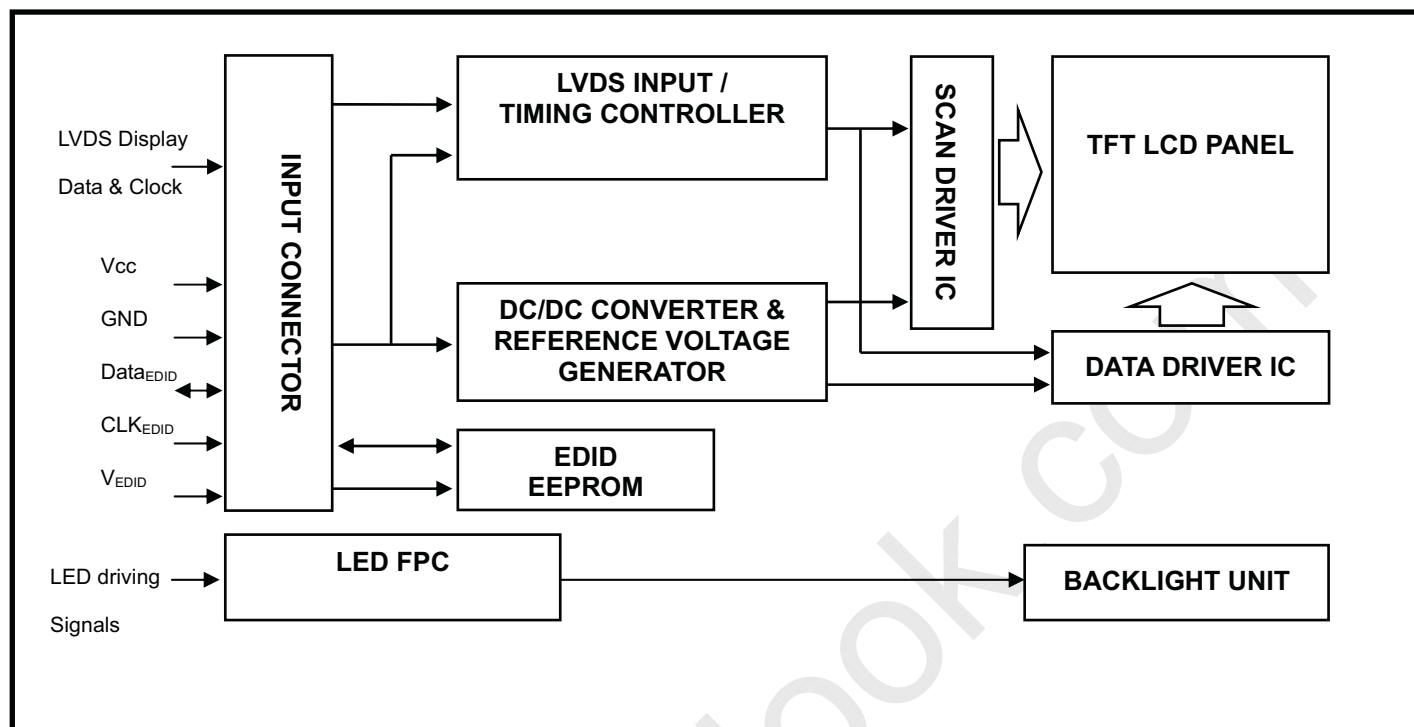 LVDS Display
Data & Clock
Vcc
GND
DataEDID
CLKEDID
VEDID
INPUT CONNECTOR
LVDS INPUT /
TIMING CONTROLLER
DC/DC CONVERTER &
REFERENCE VOLTAGE
GENERATOR
EDID
EEPROM
SCAN DRIVER IC
TFT LCD PANEL
DATA DRIVER IC
LED driving
Signals
LED FPC
BACKLIGHT UNIT
look.com